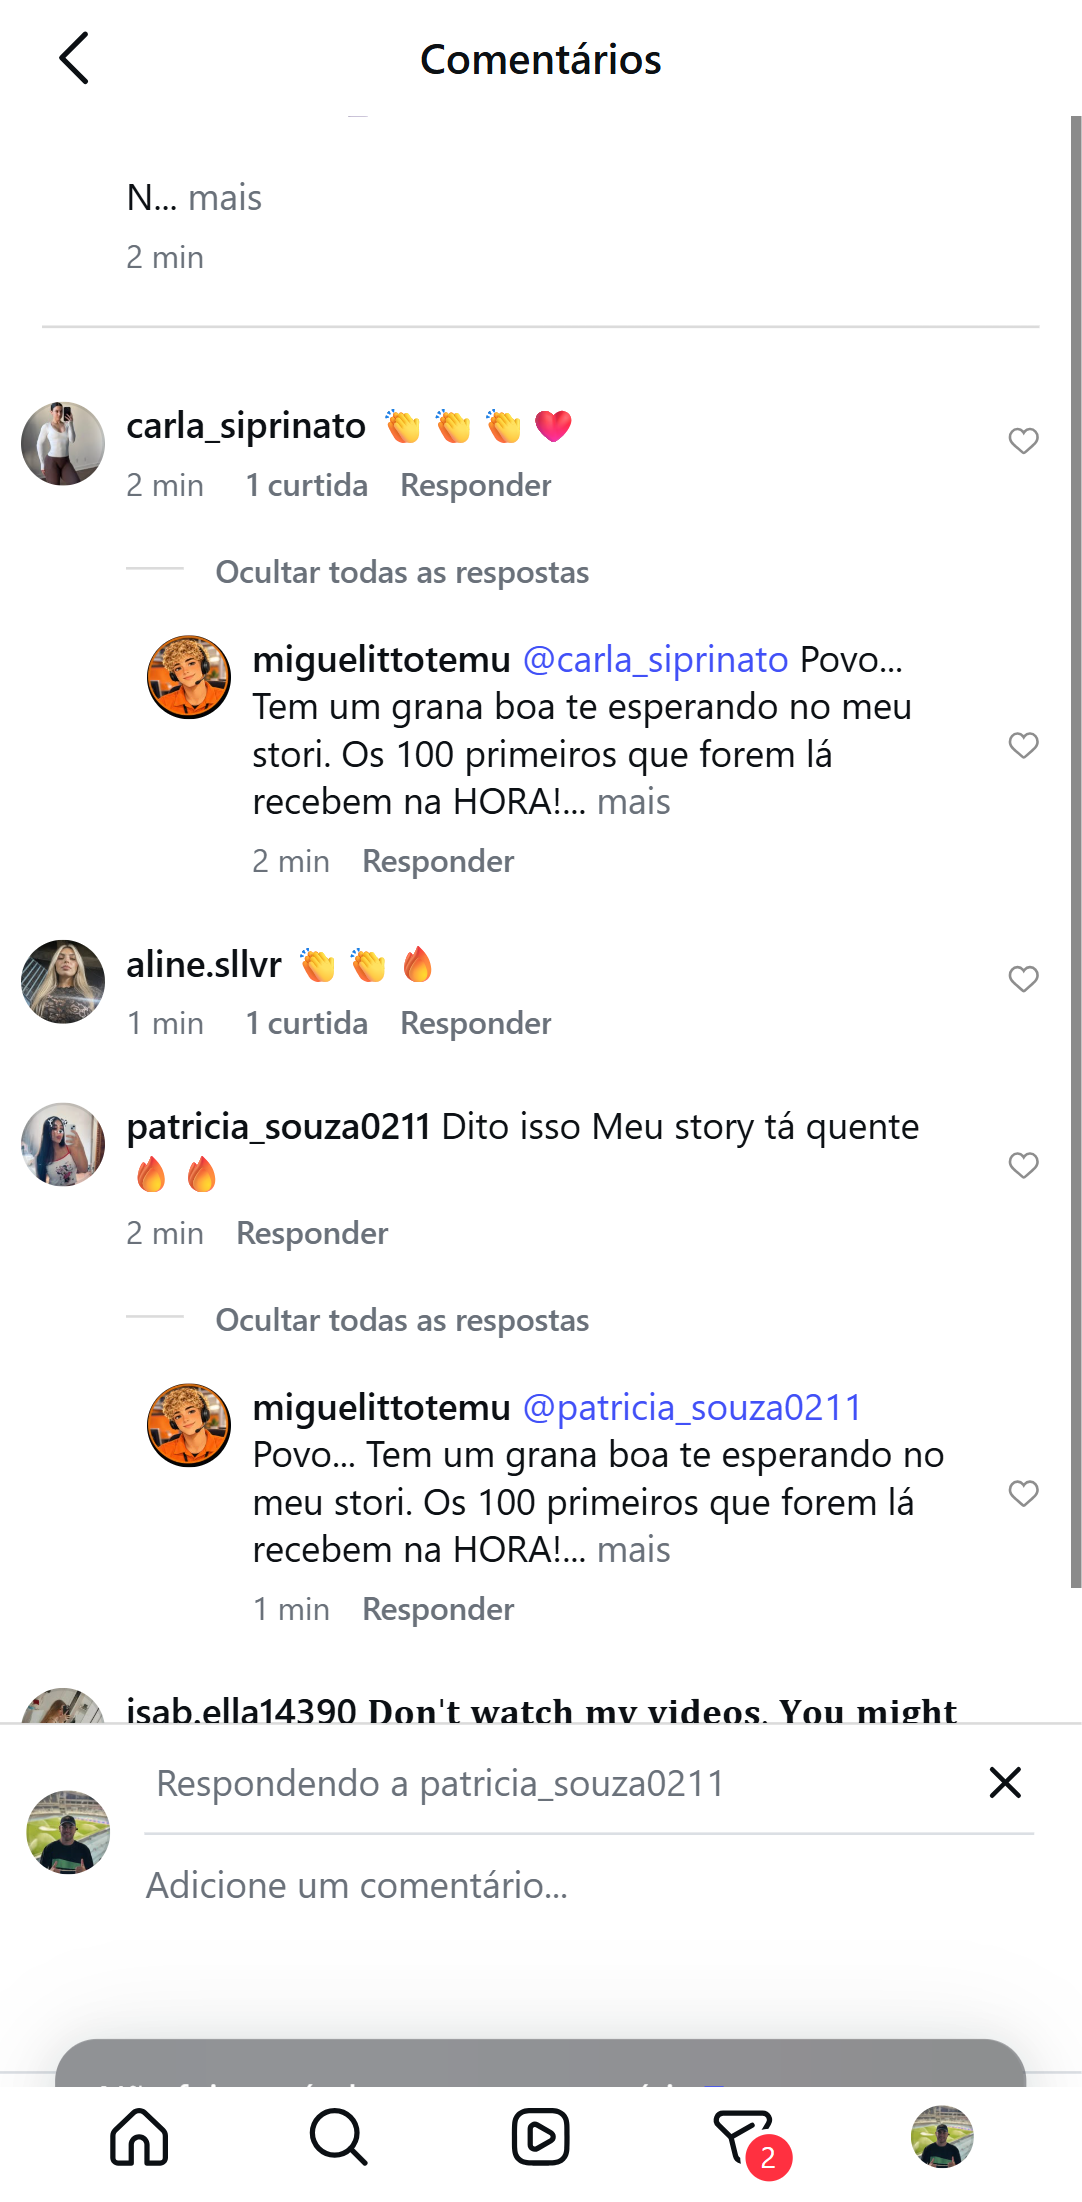 Comentários
N... mais
2 min
carla_siprinato 👏👏👏❤️
2 min 1 curtida Responder
Ocultar todas as respostas
miguelittotemu @carla_siprinato Povo...
Tem um grana boa te esperando no meu
stori. Os 100 primeiros que forem lá
recebem na HORA!... mais
2 min Responder
aline.sllvr 👏👏🔥
1 min 1 curtida Responder
patricia_souza0211 Dito isso Meu story tá quente
🔥🔥
2 min Responder
Ocultar todas as respostas
miguelittotemu @patricia_souza0211
Povo... Tem um grana boa te esperando no
meu stori. Os 100 primeiros que forem lá
recebem na HORA!... mais
1 min Responder
isab.ella14390 Don't watch my videos. You might
Respondendo a patricia_souza0211
Adicione um comentário...
2